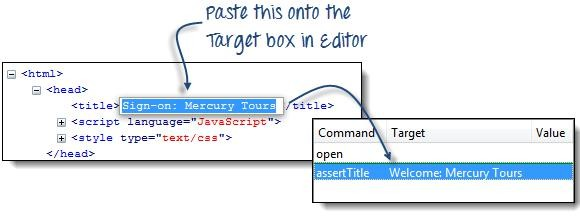 Paste this onto the
Target box in Editor
<html>
<head>
<title>Sign-on: Mercury Tours</title>
<script language="JavaScript">
<style type="text/css">
</head>
Command Target Value
open
assertTitle Welcome: Mercury Tours